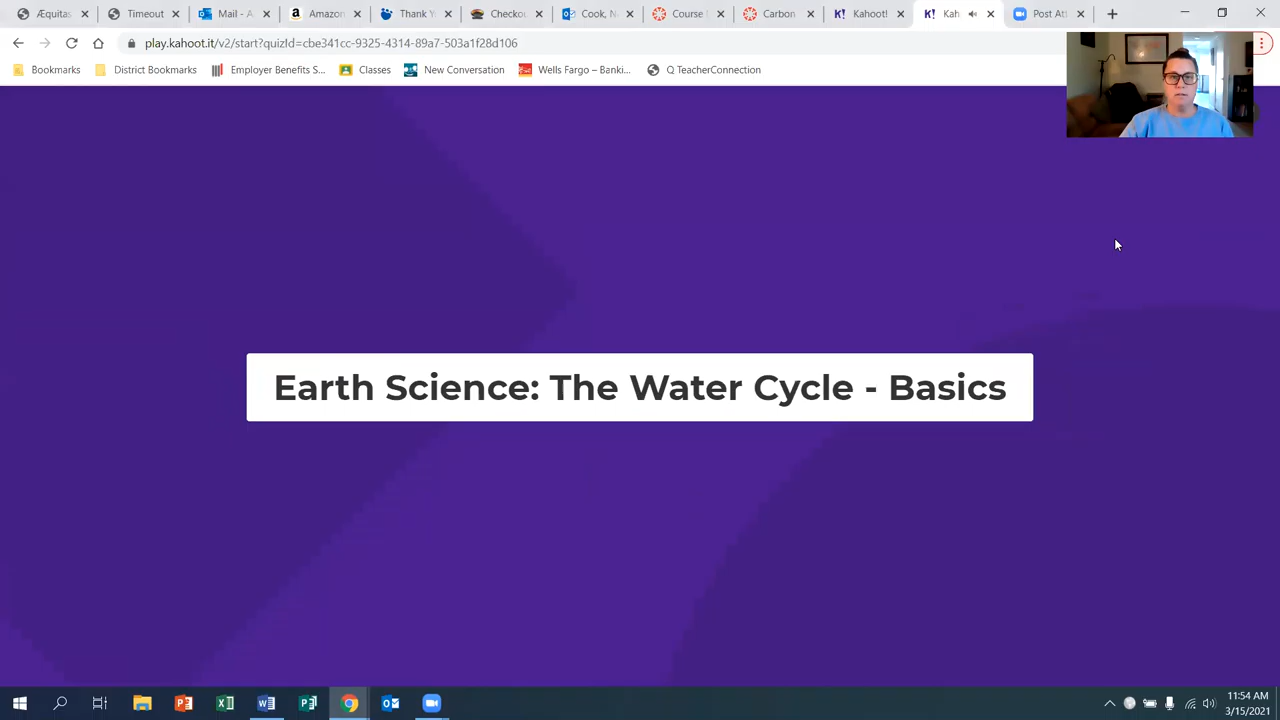 Æquitas
Timeout
Mail - A
Amazon
Thank Y
Checkou
Cook, N
Course
Carbon
Kahoot!
Kah
Post Att
play.kahoot.it/v2/start?quizId=cbe341cc-9325-4314-89a7-503a1f28d106
Bookmarks
District Bookmarks
Employer Benefits S...
Classes
New Conversation
Wells Fargo – Banki...
Q TeacherConnection
Earth Science: The Water Cycle - Basics
11:54 AM
3/15/2021